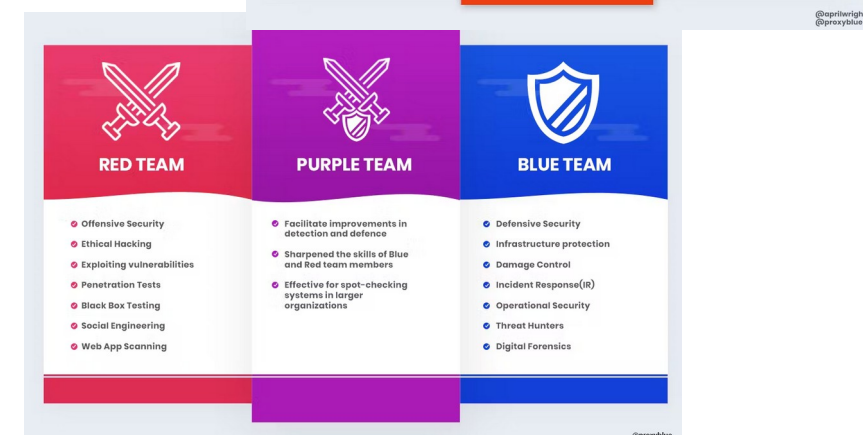 @aprilwrigh
@proxyblue
RED TEAM
Offensive Security
Ethical Hacking
Exploiting vulnerabilities
Penetration Tests
Black Box Testing
Social Engineering
Web App Scanning
PURPLE TEAM
Facilitate improvements in
detection and defence
Sharpened the skills of Blue
and Red team members
Effective for spot-checking
systems in larger
organizations
BLUE TEAM
Defensive Security
Infrastructure protection
Damage Control
Incident Response(IR)
Operational Security
Threat Hunters
Digital Forensics
@proxyblue